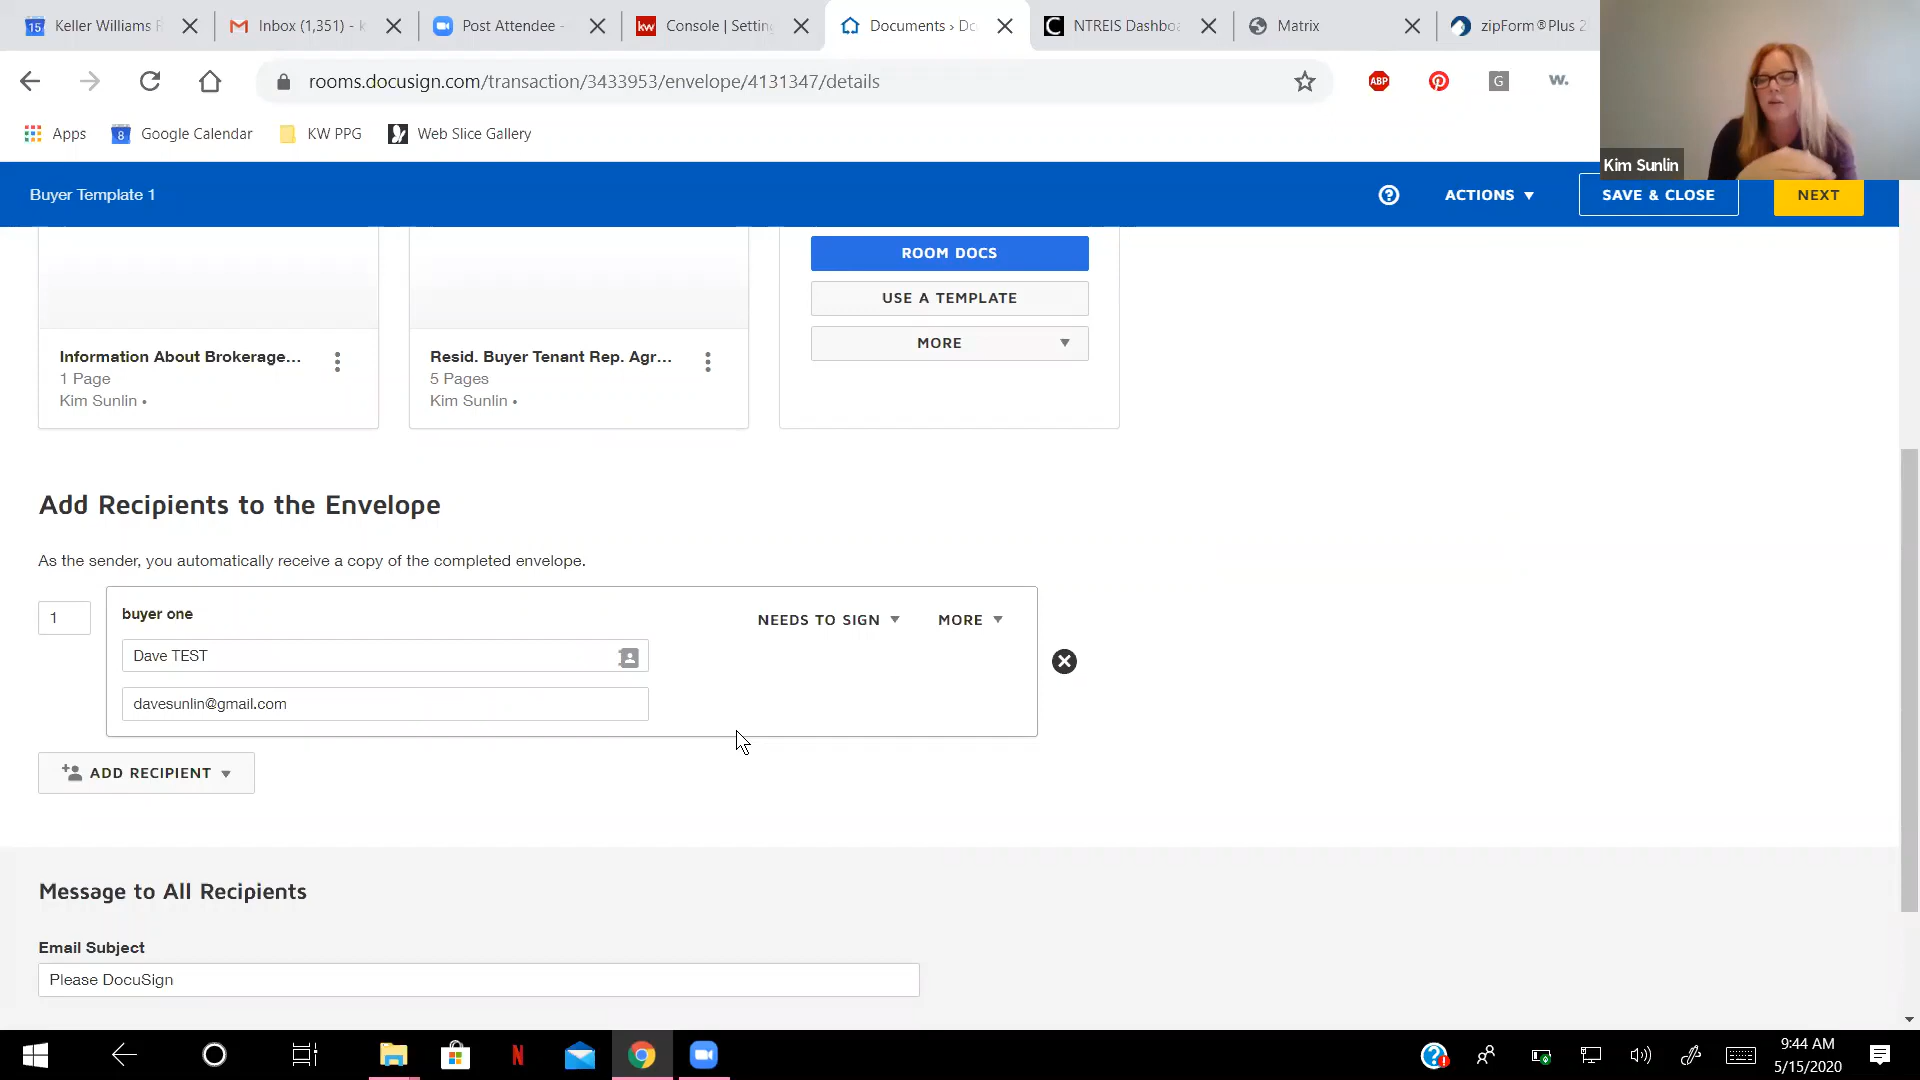 Keller Williams
Inbox (1,351) -
Post Attendee -
Console | Setting
Documents › Do
NTREIS Dashbo
Matrix
zipForm®Plus 2
rooms.docusign.com/transaction/3433953/envelope/4131347/details
ABP
G
w.
Apps
8
Google Calendar
KW PPG
Web Slice Gallery
Kim Sunlin
Buyer Template 1
?
ACTIONS
SAVE & CLOSE
NEXT
ROOM DOCS
USE A TEMPLATE
MORE
Information About Brokerage...
1 Page
Kim Sunlin •
Resid. Buyer Tenant Rep. Agr...
5 Pages
Kim Sunlin •
Add Recipients to the Envelope
As the sender, you automatically receive a copy of the completed envelope.
1
buyer one
NEEDS TO SIGN
MORE
Dave TEST
davesunlin@gmail.com
ADD RECIPIENT
Message to All Recipients
Email Subject
Please DocuSign
9:44 AM
5/15/2020